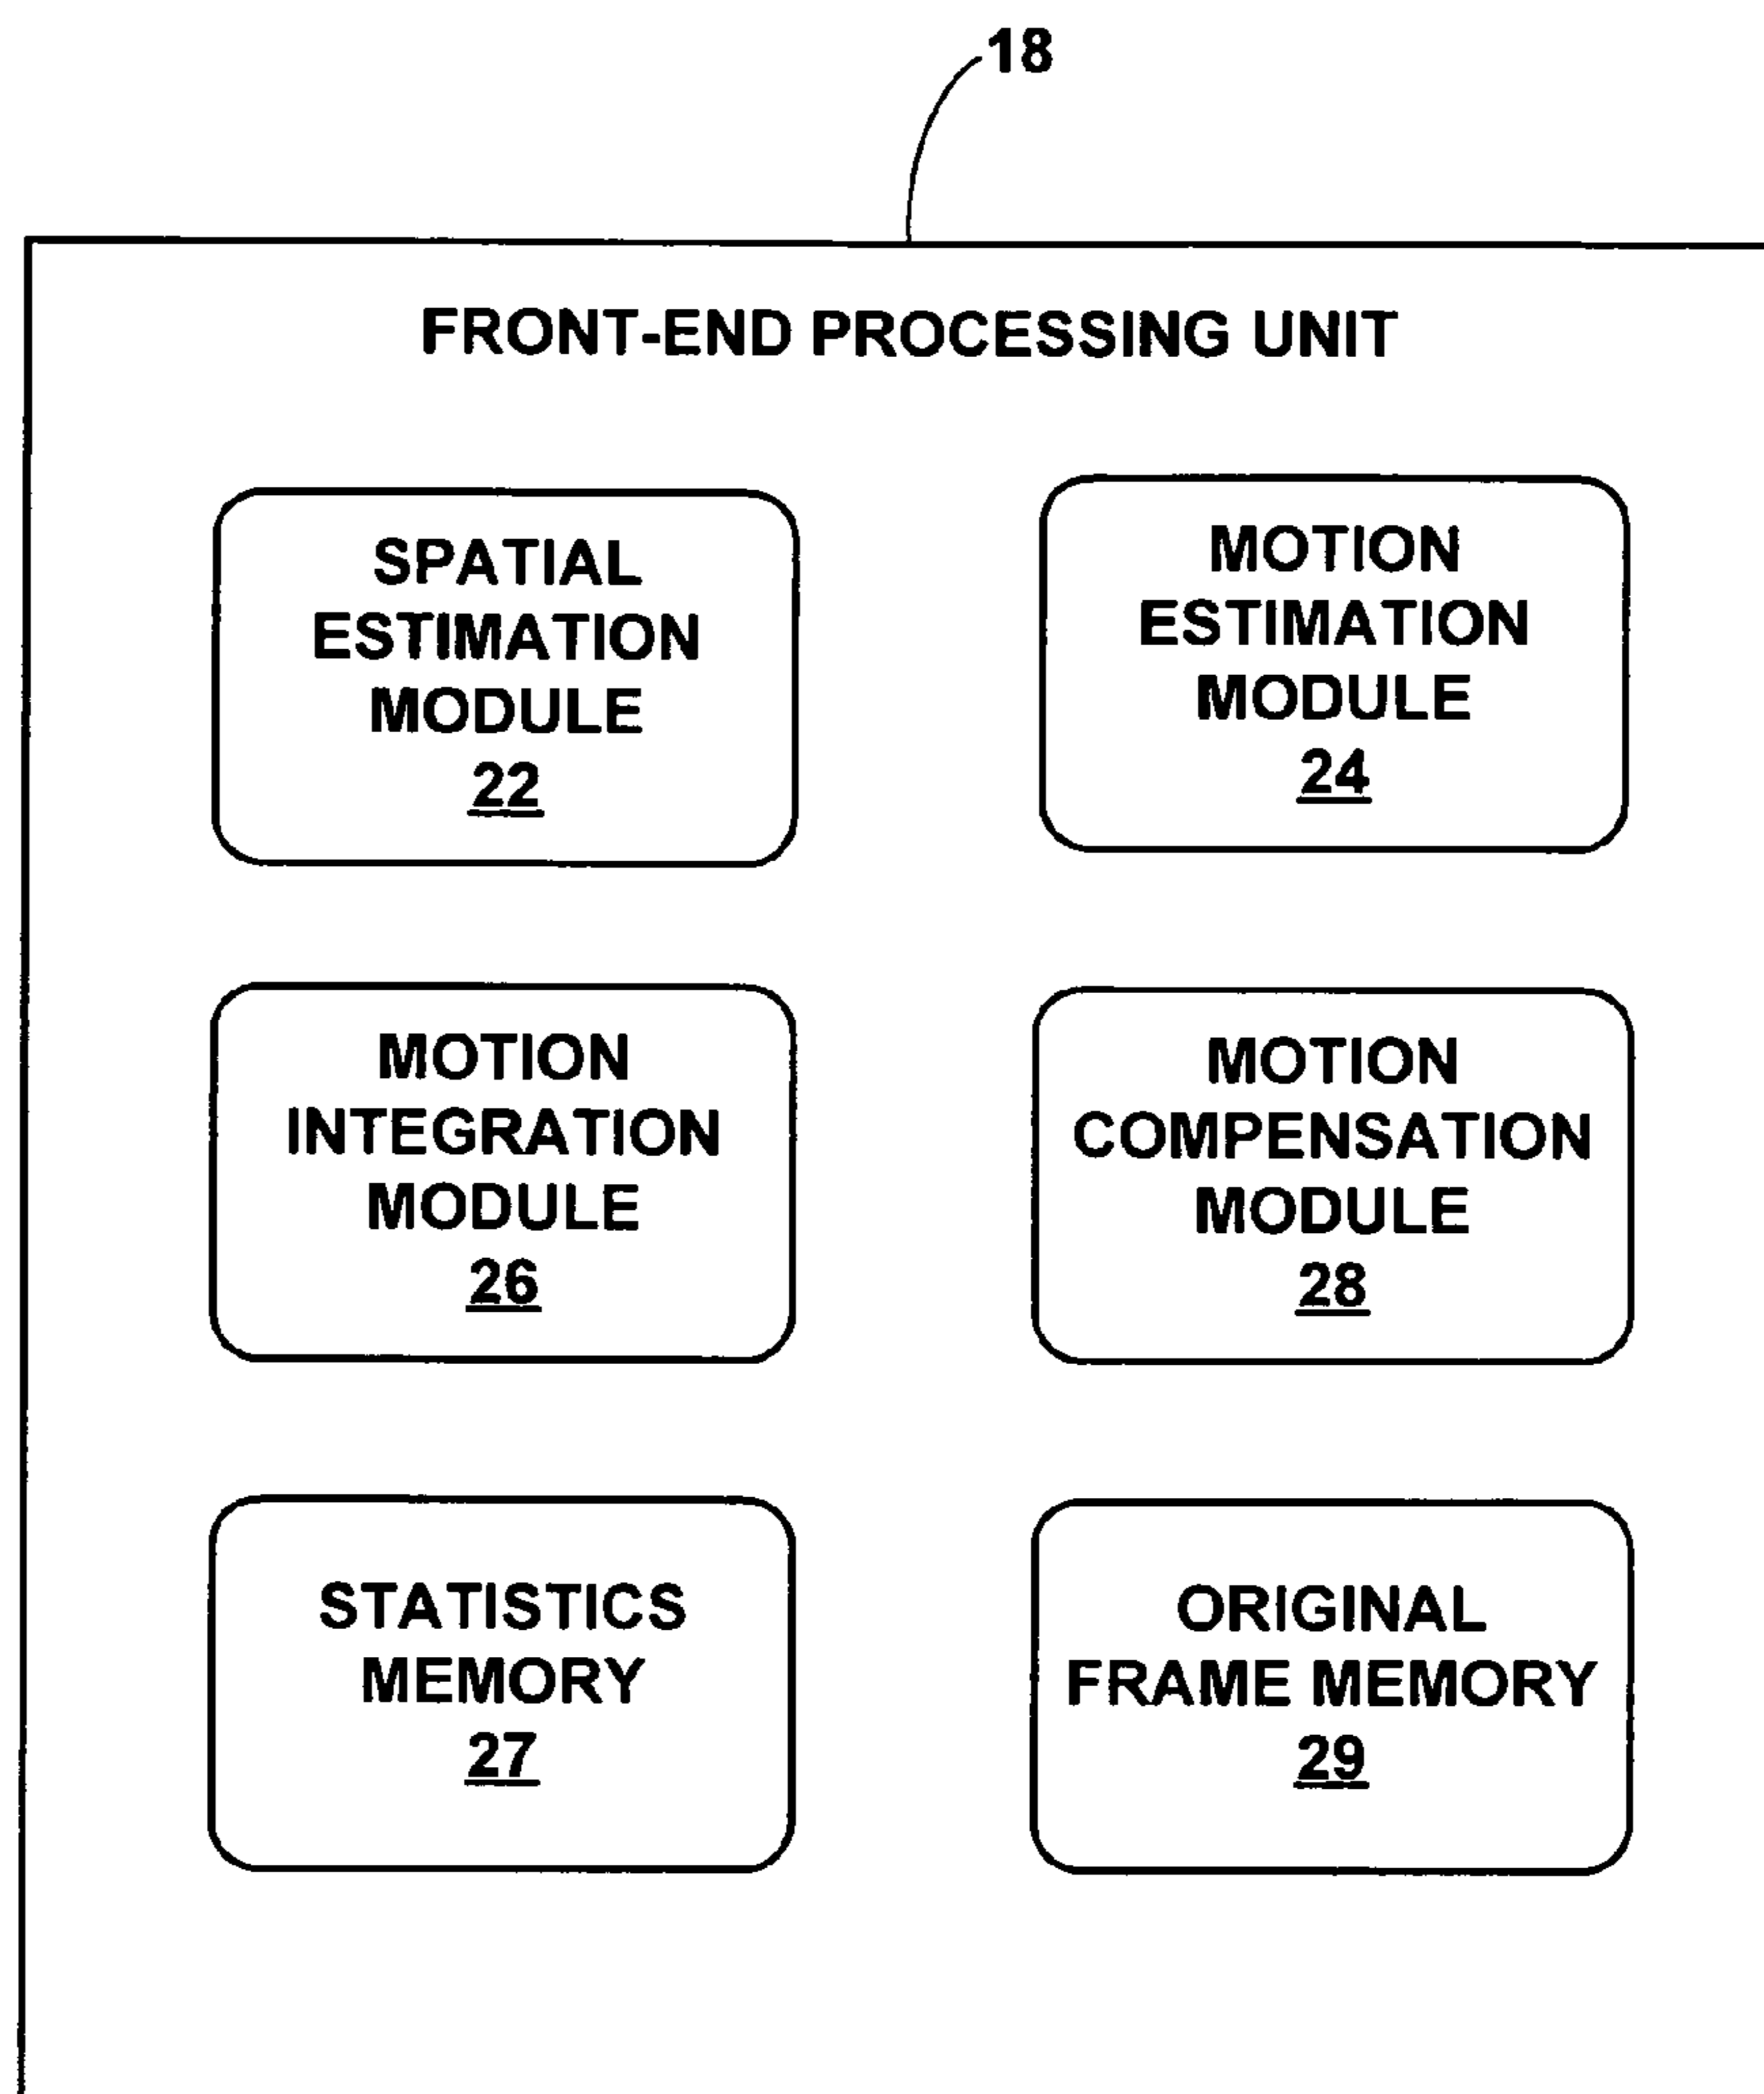 18
FRONT-END PROCESSING UNIT
SPATIAL
ESTIMATION
MODULE
22
MOTION
ESTIMATION
MODULE
24
MOTION
INTEGRATION
MODULE
26
MOTION
COMPENSATION
MODULE
28
STATISTICS
MEMORY
27
ORIGINAL
FRAME MEMORY
29